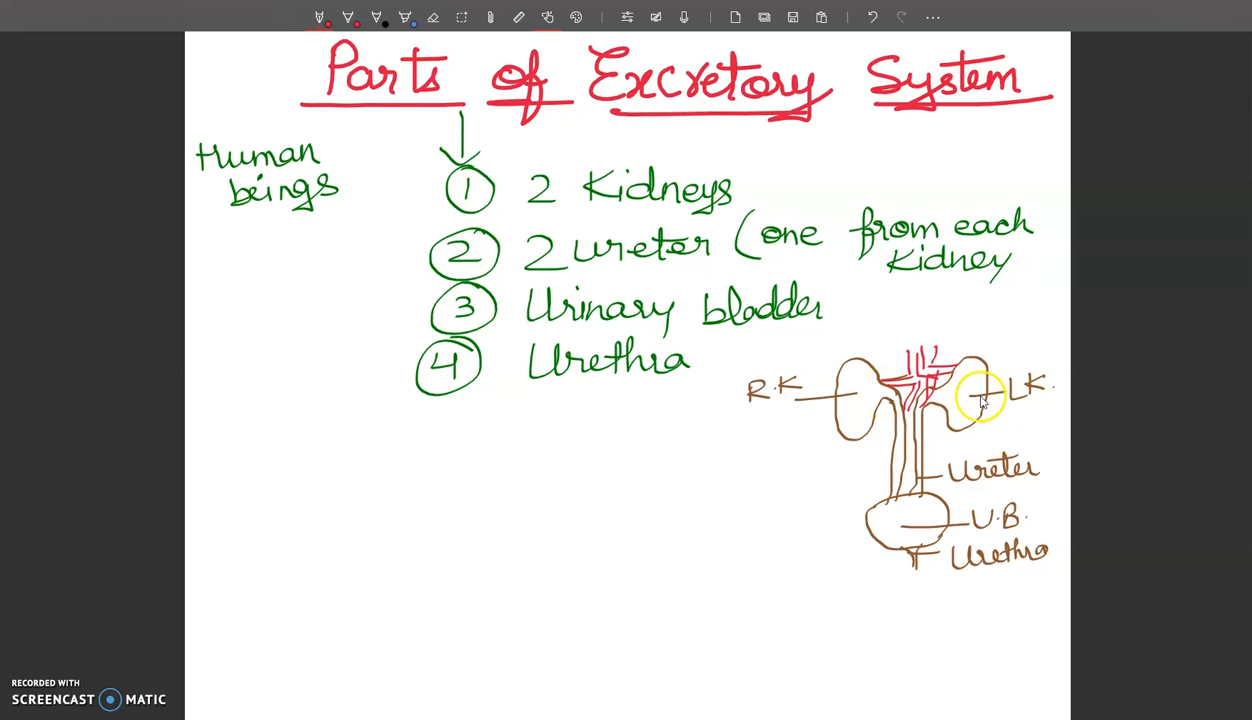 Parts of Excretory System
Human
beings
1 2 Kidneys
2 2 ureter (one from each
Kidney
3 Urinary bladder
4 Urethra
R.K
L K.
Ureter
U.B.
Urethra
RECORDED WITH
SCREENCAST MATIC